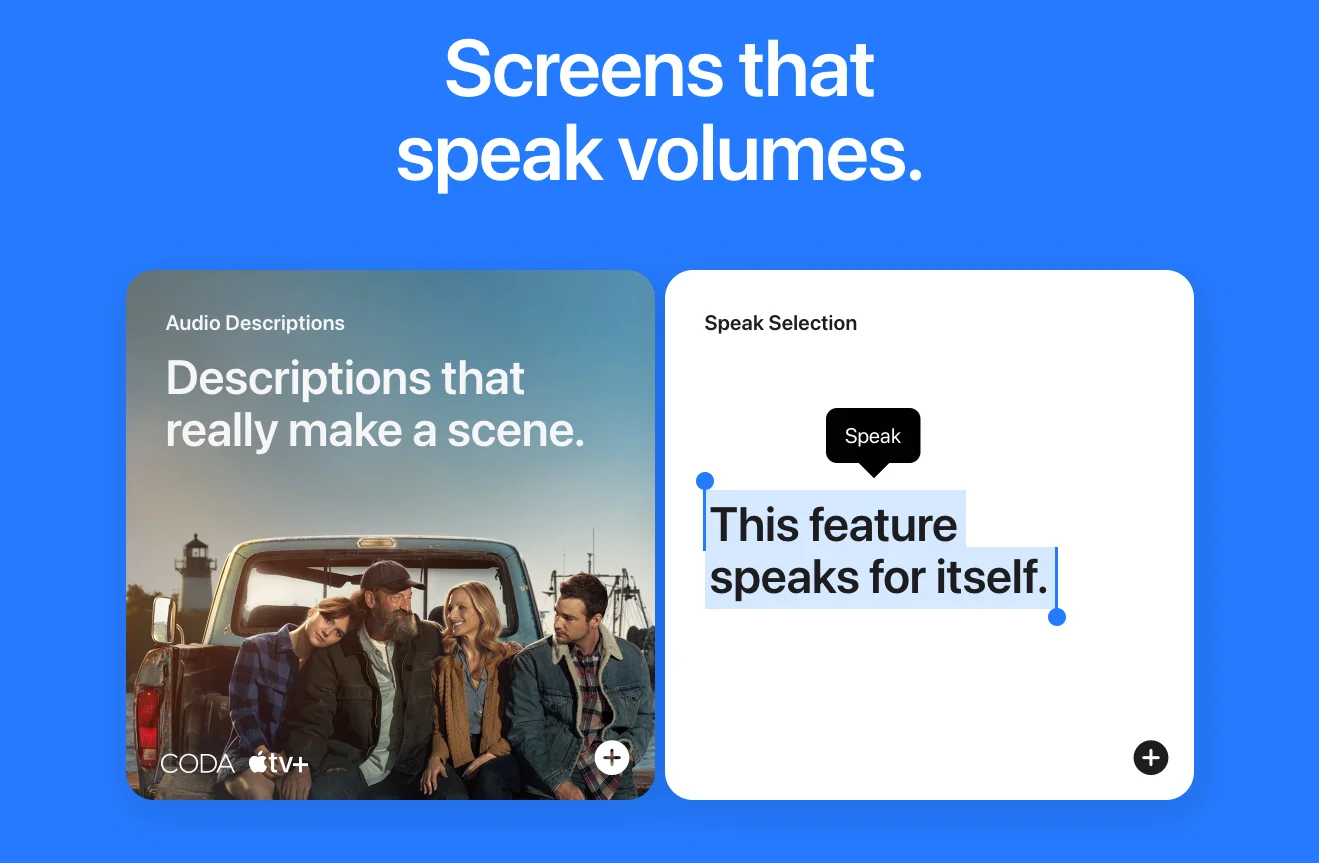 Screens that
speak volumes.
Audio Descriptions
Descriptions that
really make a scene.
CODA tv+
Speak Selection
Speak
This feature
speaks for itself.